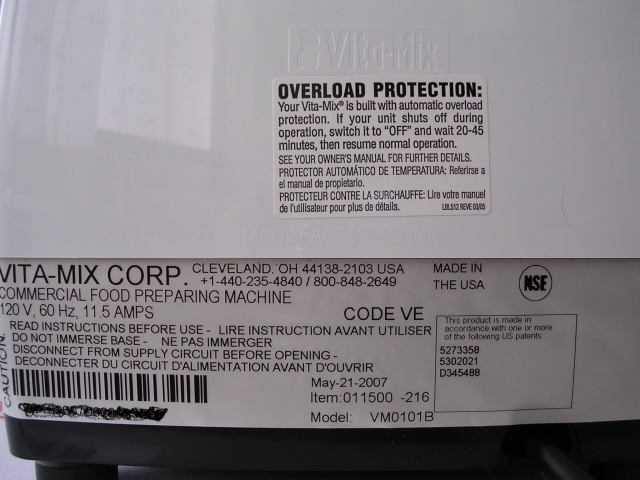 Vita-Mix
OVERLOAD PROTECTION:
Your Vita-Mix® is built with automatic overload
protection. If your unit shuts off during
operation, switch it to "OFF" and wait 20-45
minutes, then resume normal operation.
SEE YOUR OWNER'S MANUAL FOR FURTHER DETAILS.
PROTECTOR AUTOMÁTICO DE TEMPERATURA: Referirse a
el manual de propietario.
PROTECTEUR CONTRE LA SURCHAUFFE: Lire votre manuel
de l'utilisateur pour plus de détails.
LBL512 REVE 03/05
VITA-MIX CORP. CLEVELAND, OH 44138-2103 USA
+1-440-235-4840 / 800-848-2649
MADE IN
THE USA
NSF
COMMERCIAL FOOD PREPARING MACHINE
120 V, 60 Hz, 11.5 AMPS
CODE VE
CAUTION:
READ INSTRUCTIONS BEFORE USE - LIRE INSTRUCTION AVANT UTILISER
DO NOT IMMERSE BASE - NE PAS IMMERGER
DISCONNECT FROM SUPPLY CIRCUIT BEFORE OPENING -
DECONNECTER DU CIRCUIT D'ALIMENTATION AVANT D'OUVRIR
This product is made in
accordance with one or more
of the following US patents
5273358
5302021
D345488
May-21-2007
Item:011500 -216
Model: VM0101B